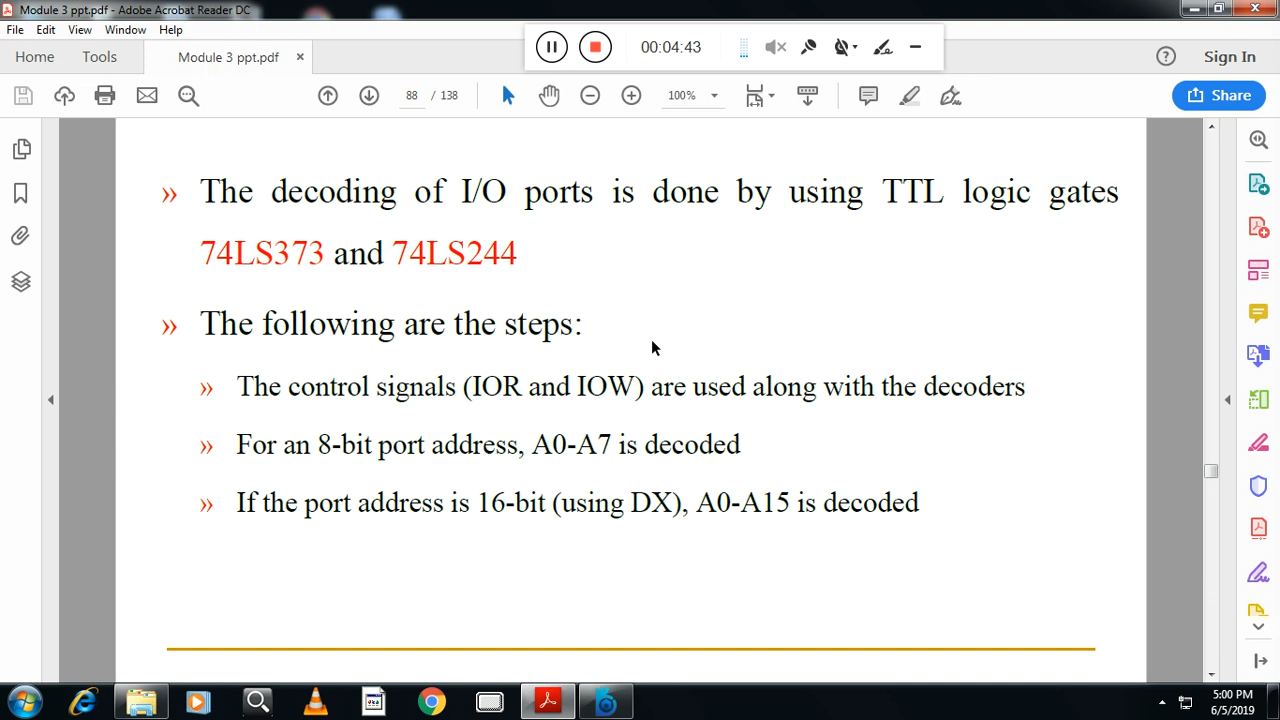 Module 3 ppt.pdf - Adobe Acrobat Reader DC
File Edit View Window Help
Home Tools Module 3 ppt.pdf × 00:04:43 Sign In
88 / 138 100% Share
» The decoding of I/O ports is done by using TTL logic gates
74LS373 and 74LS244
» The following are the steps:
» The control signals (IOR and IOW) are used along with the decoders
» For an 8-bit port address, A0-A7 is decoded
» If the port address is 16-bit (using DX), A0-A15 is decoded
5:00 PM
6/5/2019